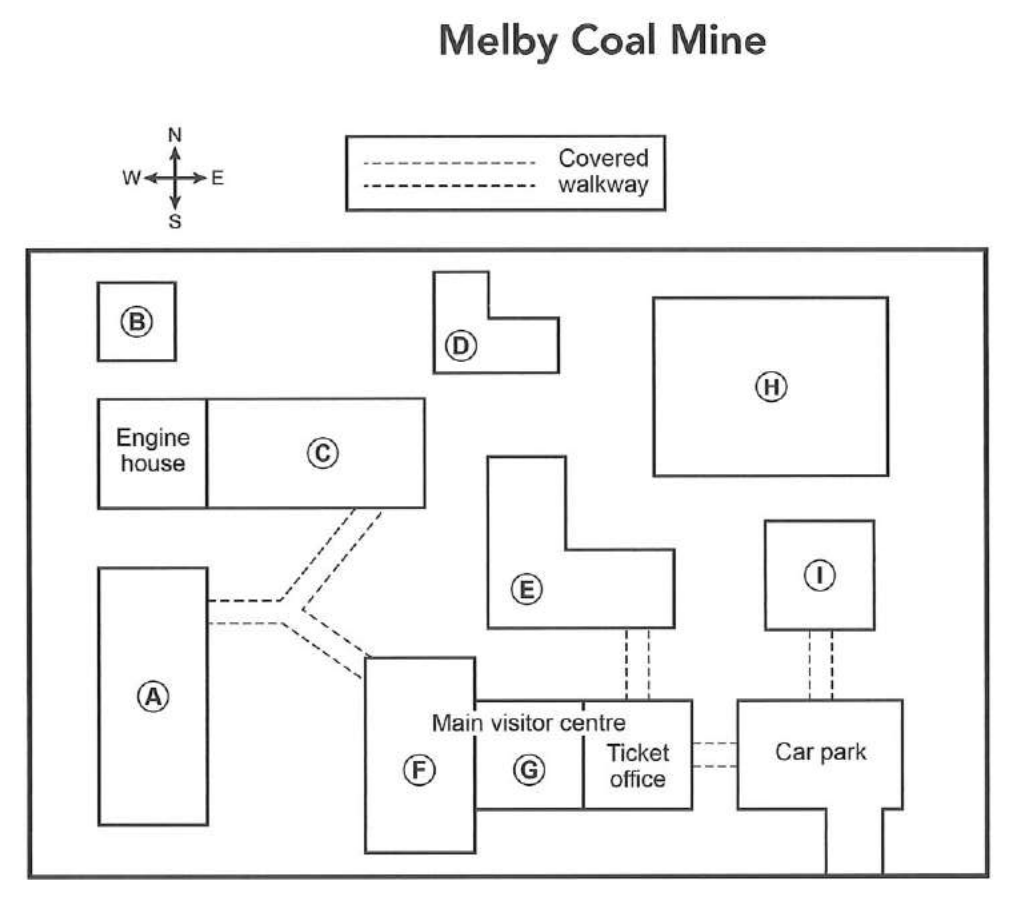 Melby Coal Mine
N
W E
S
Covered
walkway
B
D
H
Engine
house
C
E
I
A
Main visitor centre
F
G
Ticket
office
Car park